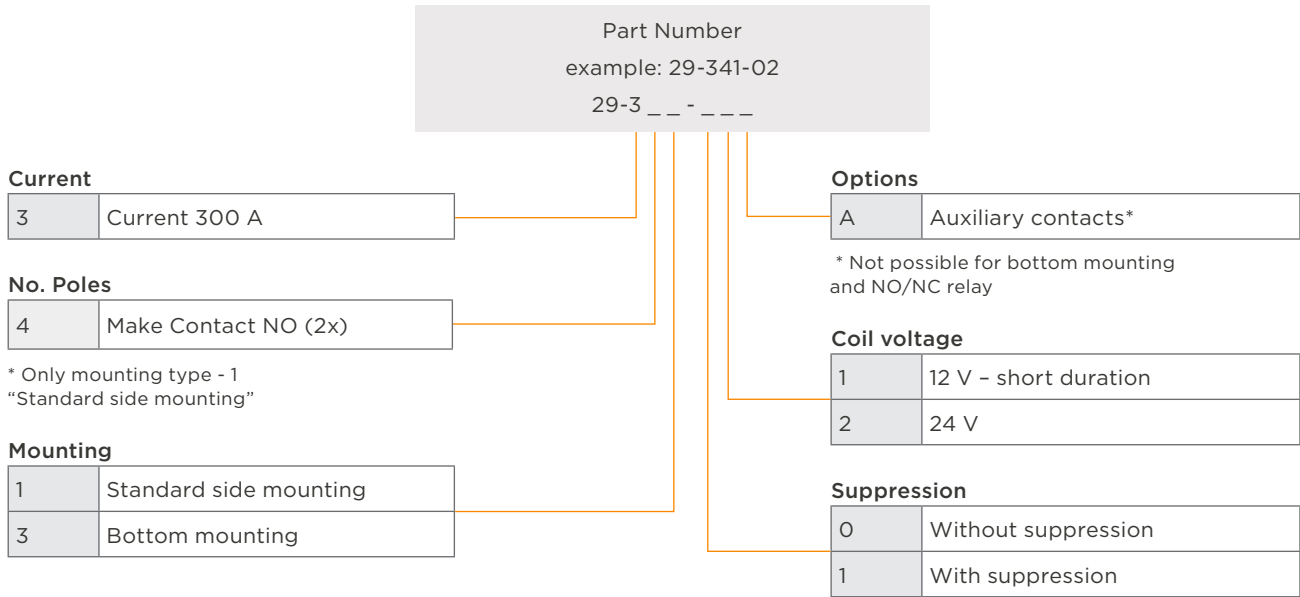 Part Number
example: 29-341-02
29-3 _ _ - _ _ _
Current
3 Current 300 A
No. Poles
4 Make Contact NO (2x)
* Only mounting type - 1
“Standard side mounting”
Mounting
1 Standard side mounting
3 Bottom mounting
Options
A Auxiliary contacts*
* Not possible for bottom mounting
and NO/NC relay
Coil voltage
1 12 V – short duration
2 24 V
Suppression
0 Without suppression
1 With suppression